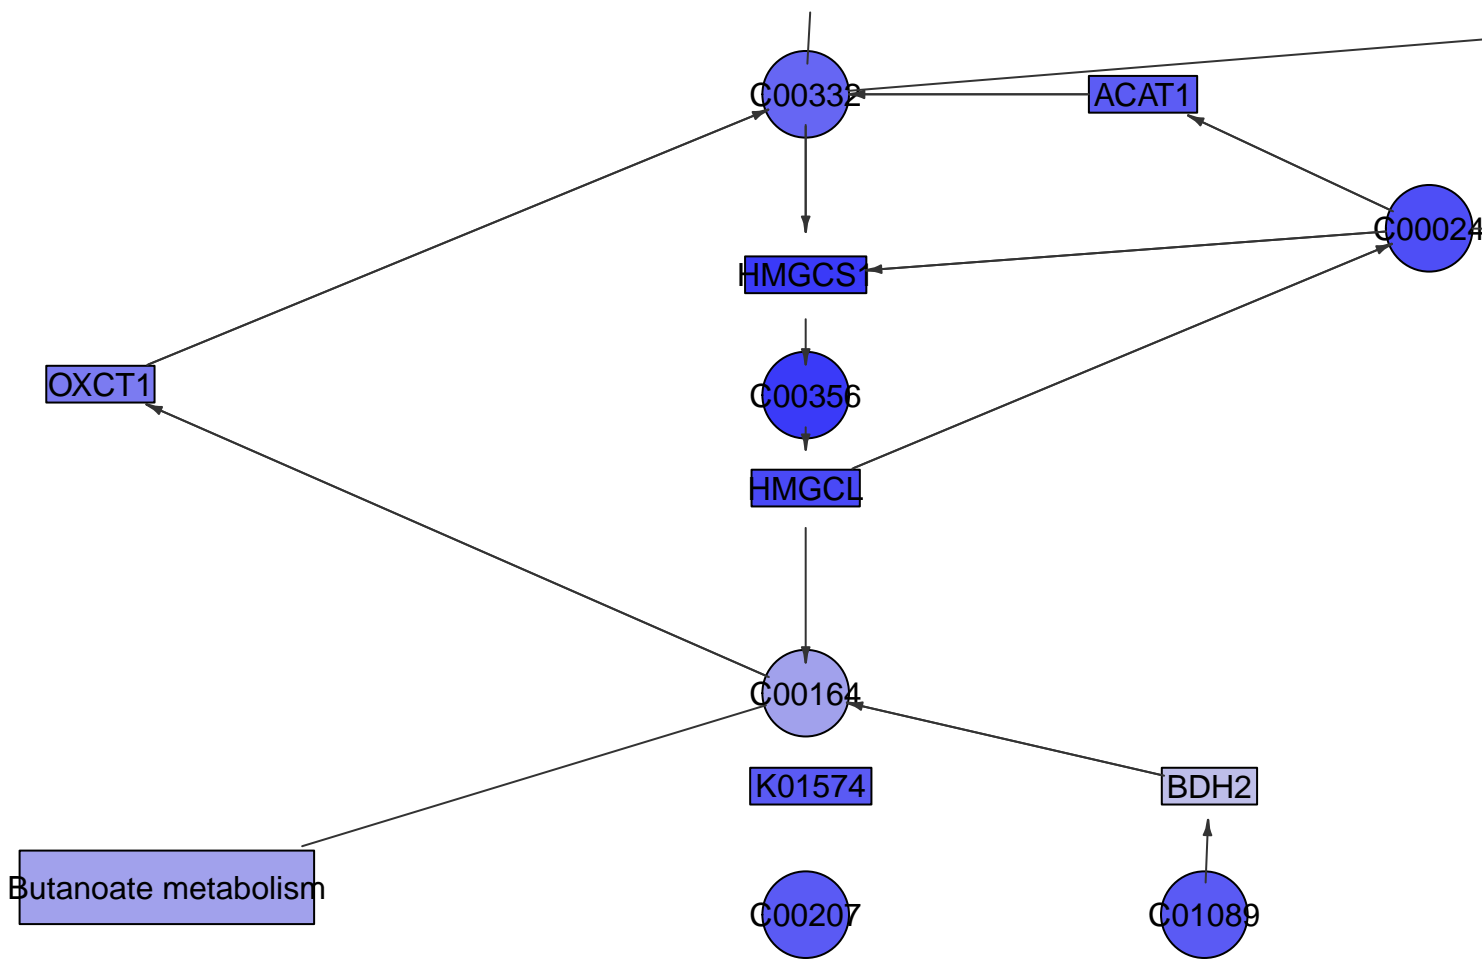 C00332
ACAT1
C00024
HMGCS1
OXCT1
C00356
HMGCL
C00164
K01574
BDH2
Butanoate metabolism
C00207
C01089